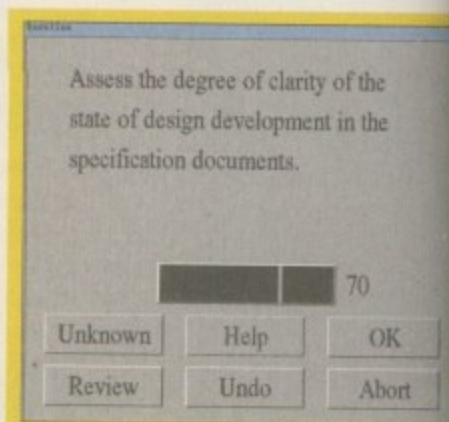 Question
Assess the degree of clarity of the
state of design development in the
specification documents.
70
Unknown Help OK
Review Undo Abort